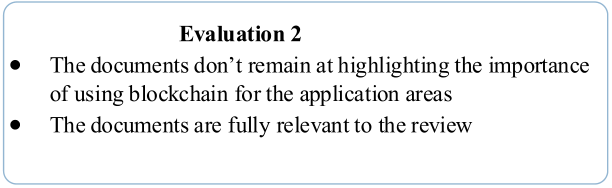 Evaluation 2
● The documents don’t remain at highlighting the importance
of using blockchain for the application areas
● The documents are fully relevant to the review